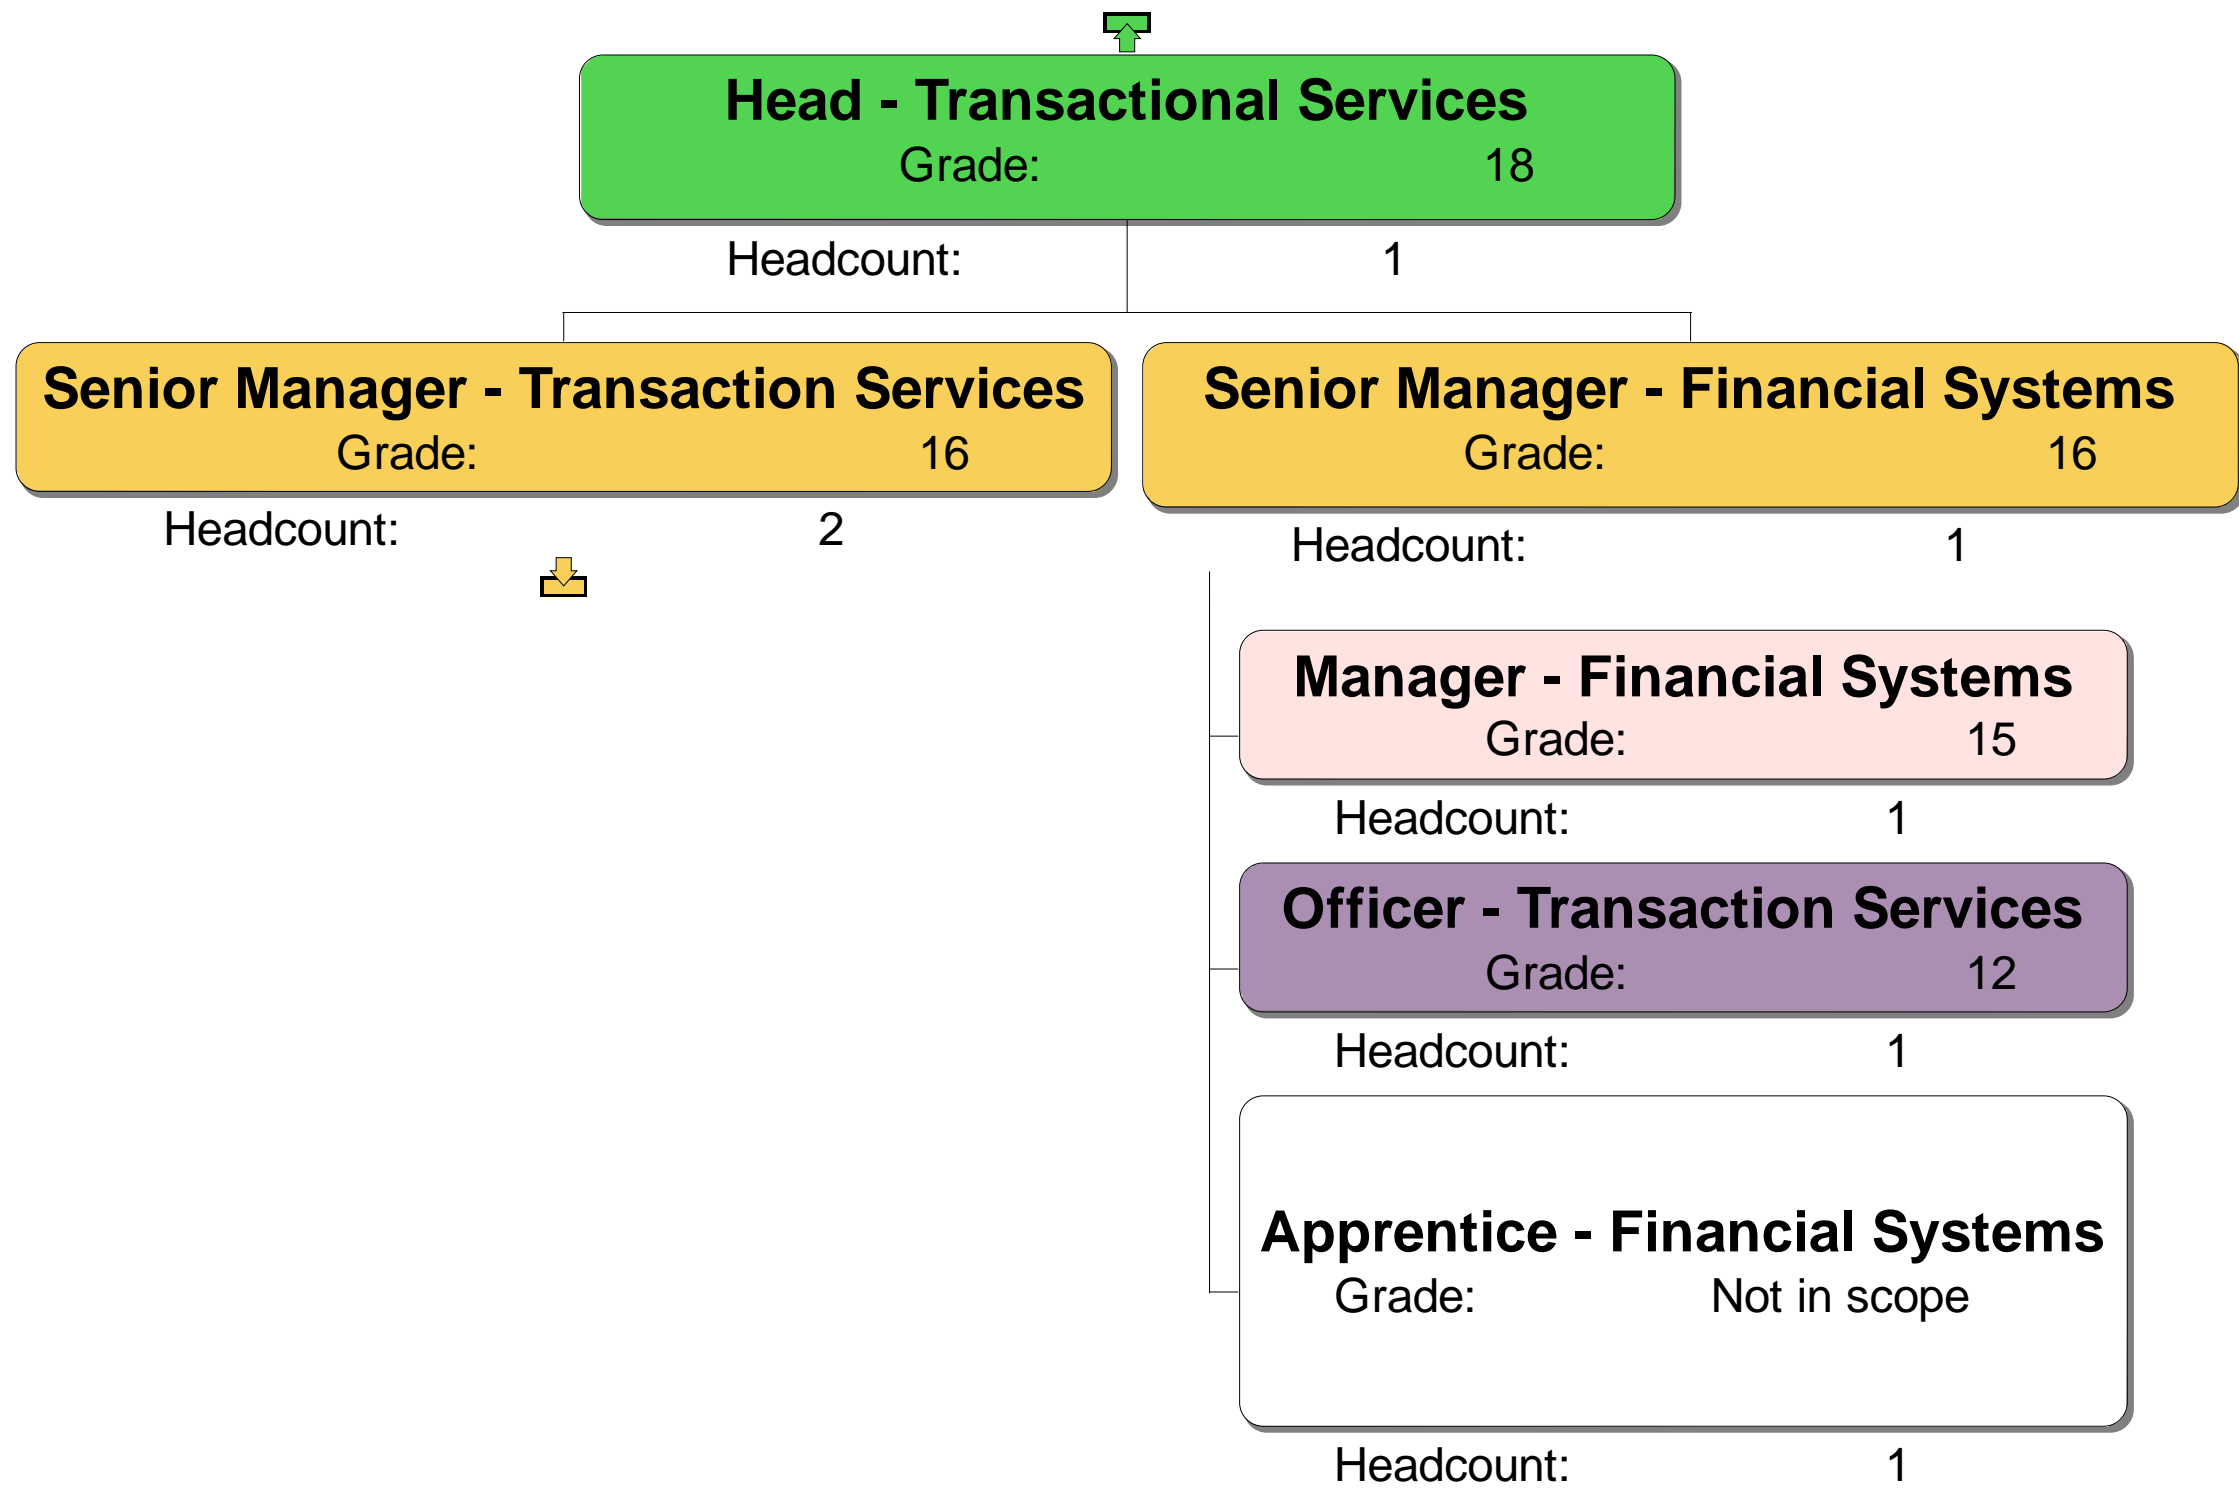 Head - Transactional Services
Grade: 18
Headcount: 1
Senior Manager - Transaction Services
Grade: 16
Headcount: 2
Senior Manager - Financial Systems
Grade: 16
Headcount: 1
Manager - Financial Systems
Grade: 15
Headcount: 1
Officer - Transaction Services
Grade: 12
Headcount: 1
Apprentice - Financial Systems
Grade: Not in scope
Headcount: 1